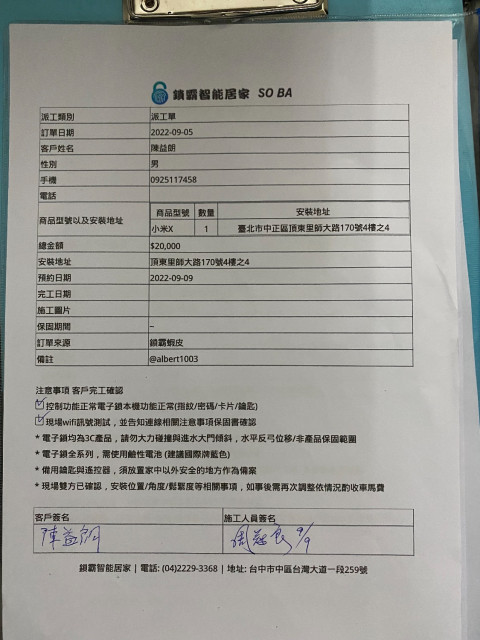 鎖霸智能居家 SO BA
派工類別 派工單
訂單日期 2022-09-05
客戶姓名 陳益朗
性別 男
手機 0925117458
電話
商品型號以及安裝地址 商品型號 數量 安裝地址
小米X 1 臺北市中正區頂東里師大路170號4樓之4
總金額 $20,000
安裝地址 頂東里師大路170號4樓之4
預約日期 2022-09-09
完工日期
施工圖片
保固期間 –
訂單來源 鎖霸蝦皮
備註 @albert1003
注意事項 客戶完工確認
控制功能正常電子鎖本機功能正常(指紋/密碼/卡片/鑰匙)
現場wifi訊號測試，並告知連線相關注意事項保固書確認
* 電子鎖均為3C產品，請勿大力碰撞與進水大門傾斜，水平反弓位移/非產品保固範圍
* 電子鎖全系列，需使用鹼性電池 (建議國際牌藍色)
* 備用鑰匙與遙控器，須放置家中以外安全的地方作為備案
* 現場雙方已確認，安裝位置/角度/鬆緊度等相關事項，如事後需再次調整依情況酌收車馬費
客戶簽名 施工人員簽名
陳益朗 9/9
鎖霸智能居家 | 電話: (04)2229-3368 | 地址: 台中市中區台灣大道一段259號